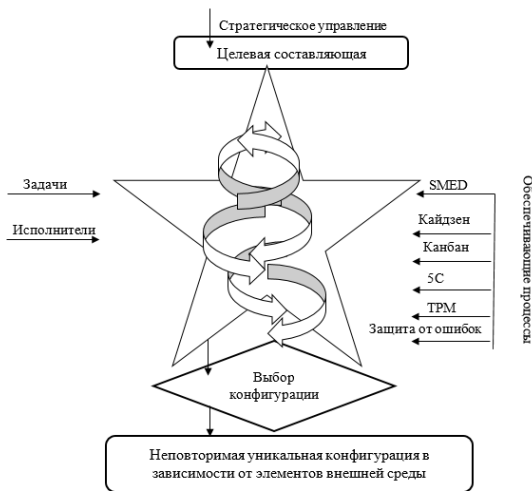 Стратегическое управление
Целевая составляющая
Задачи
Исполнители
SMED
Кайдзен
Канбан
5С
TPM
Защита от ошибок
Обеспечивающие процессы
Выбор
конфигурации
Неповторимая уникальная конфигурация в
зависимости от элементов внешней среды